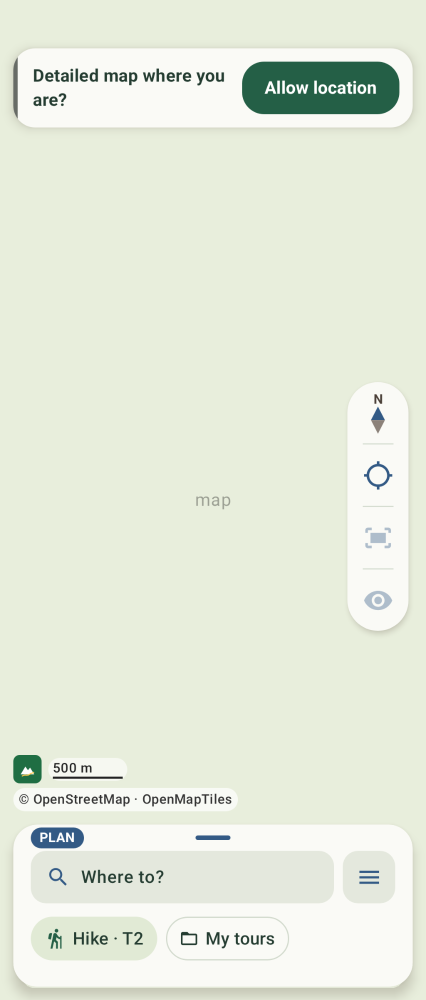 Detailed map where you
are?
Allow location
N
map
500 m
© OpenStreetMap · OpenMapTiles
PLAN
Where to?
Hike · T2
My tours